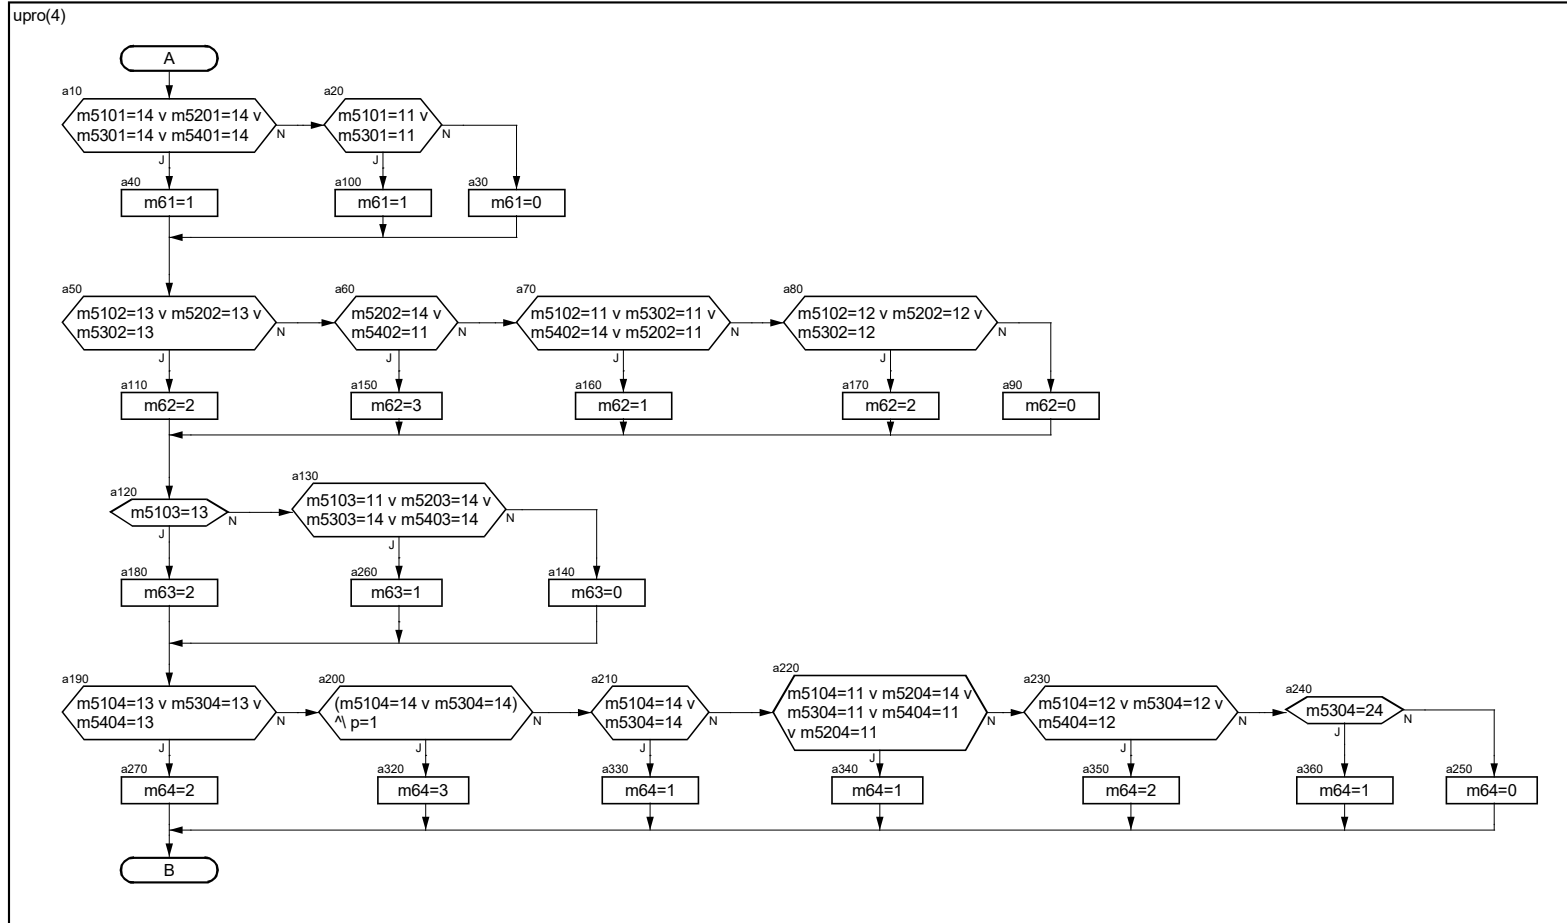 upro(4)
A
a10
m5101=14 v m5201=14 v
m5301=14 v m5401=14
N
J
a20
m5101=11 v
m5301=11
N
J
a40
m61=1
a100
m61=1
a30
m61=0
a50
m5102=13 v m5202=13 v
m5302=13
N
J
a60
m5202=14 v
m5402=11
N
J
a70
m5102=11 v m5302=11 v
m5402=14 v m5202=11
N
J
a80
m5102=12 v m5202=12 v
m5302=12
N
J
a110
m62=2
a150
m62=3
a160
m62=1
a170
m62=2
a90
m62=0
a120
m5103=13
N
J
a130
m5103=11 v m5203=14 v
m5303=14 v m5403=14
N
J
a180
m63=2
a260
m63=1
a140
m63=0
a190
m5104=13 v m5304=13 v
m5404=13
N
J
a200
(m5104=14 v m5304=14)
^\ p=1
N
J
a210
m5104=14 v
m5304=14
N
J
a220
m5104=11 v m5204=14 v
m5304=11 v m5404=11
v m5204=11
N
J
a230
m5104=12 v m5304=12 v
m5404=12
N
J
a240
m5304=24
N
J
a270
m64=2
a320
m64=3
a330
m64=1
a340
m64=1
a350
m64=2
a360
m64=1
a250
m64=0
B